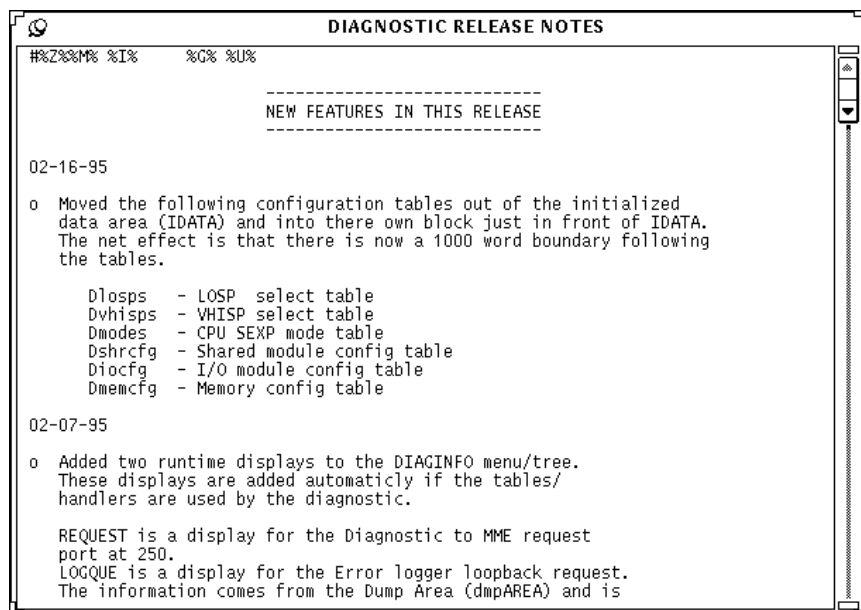 DIAGNOSTIC RELEASE NOTES
#%Z%%M% %I%     %G% %U%
----------------------------
NEW FEATURES IN THIS RELEASE
----------------------------
02-16-95
o  Moved the following configuration tables out of the initialized
data area (IDATA) and into there own block just in front of IDATA.
The net effect is that there is now a 1000 word boundary following
the tables.
Dlosps   - LOSP  select table
Dvhisps  - VHISP select table
Dmodes   - CPU SEXP mode table
Dshrcfg  - Shared module config table
Diocfg   - I/O module config table
Dmemcfg  - Memory config table
02-07-95
o  Added two runtime displays to the DIAGINFO menu/tree.
These displays are added automaticly if the tables/
handlers are used by the diagnostic.
REQUEST is a display for the Diagnostic to MME request
port at 250.
LOGQUE is a display for the Error logger loopback request.
The information comes from the Dump Area (dmpAREA) and is